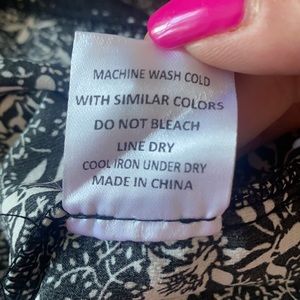 MACHINE WASH COLD
WITH SIMILAR COLORS
DO NOT BLEACH
LINE DRY
COOL IRON UNDER DRY
MADE IN CHINA